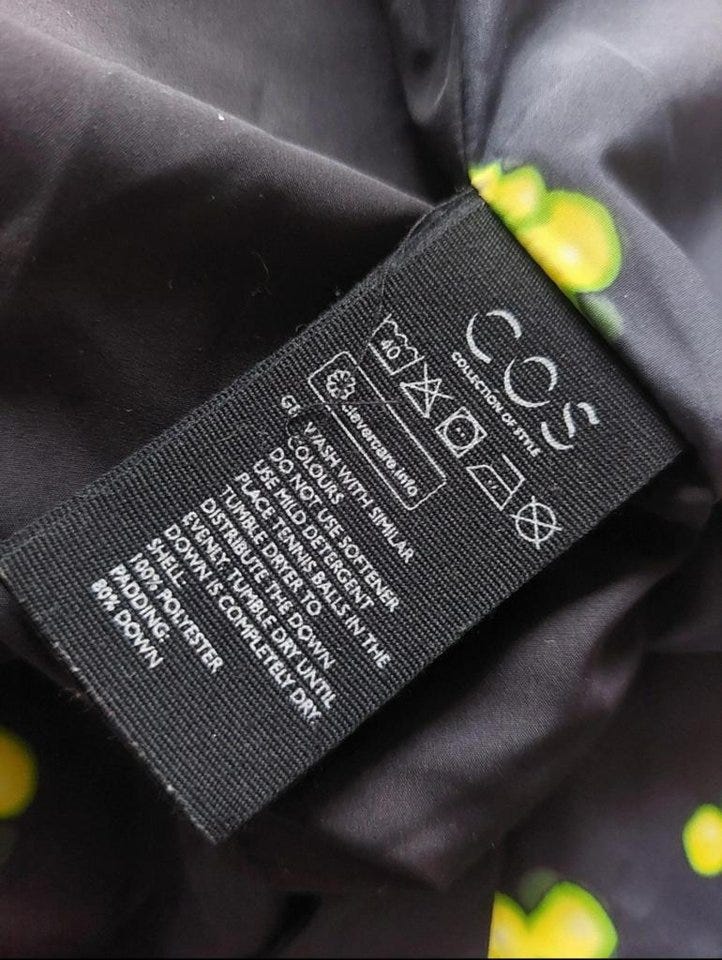 COS
COLLECTION OF STYLE
40
clevercare.info
GB WASH WITH SIMILAR
COLOURS
DO NOT USE SOFTENER
USE MILD DETERGENT
PLACE TENNIS BALLS IN THE
TUMBLE DRYER TO
DISTRIBUTE THE DOWN
EVENLY. TUMBLE DRY UNTIL
DOWN IS COMPLETELY DRY
SHELL:
100% POLYESTER
PADDING:
80% DOWN